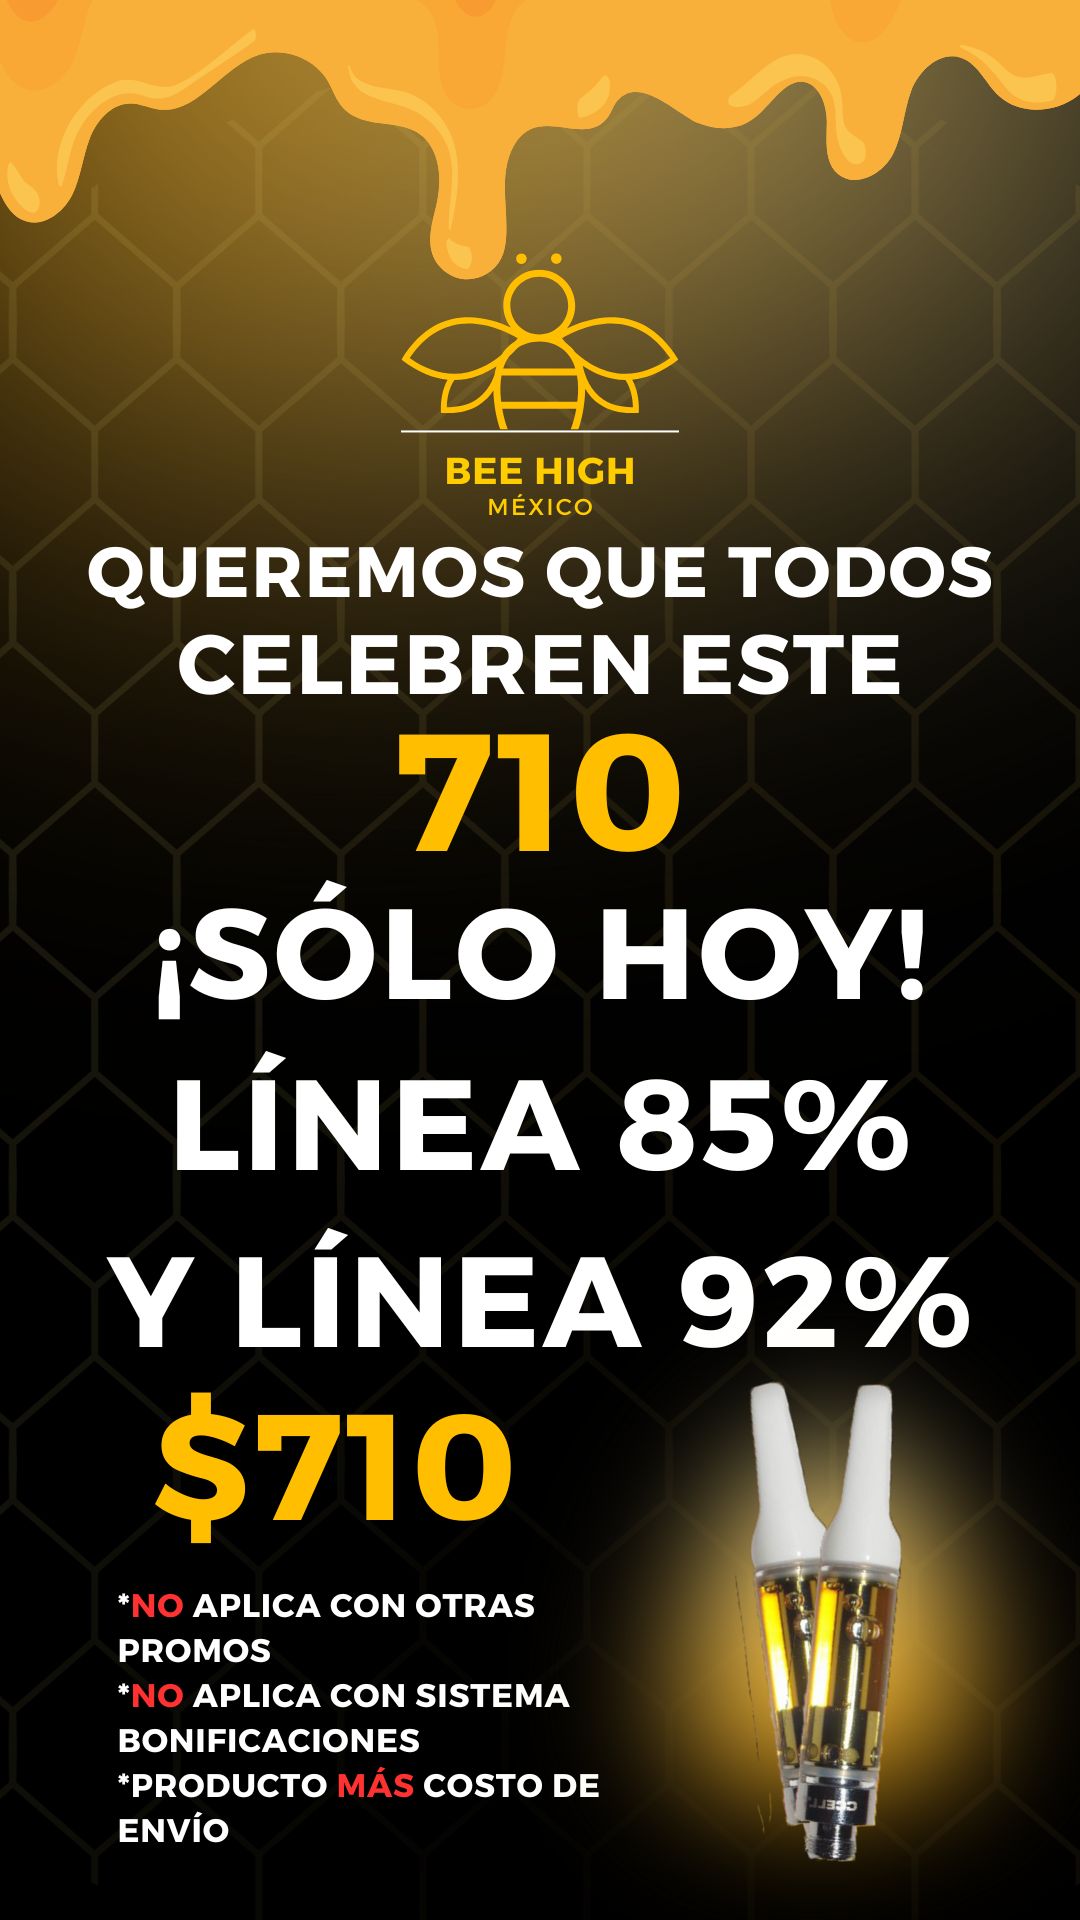 BEE HIGH
MÉXICO
QUEREMOS QUE TODOS
CELEBREN ESTE
710
¡SÓLO HOY!
LÍNEA 85%
Y LÍNEA 92%
$710
*NO APLICA CON OTRAS
PROMOS
*NO APLICA CON SISTEMA
BONIFICACIONES
*PRODUCTO MÁS COSTO DE
ENVÍO
CCELL